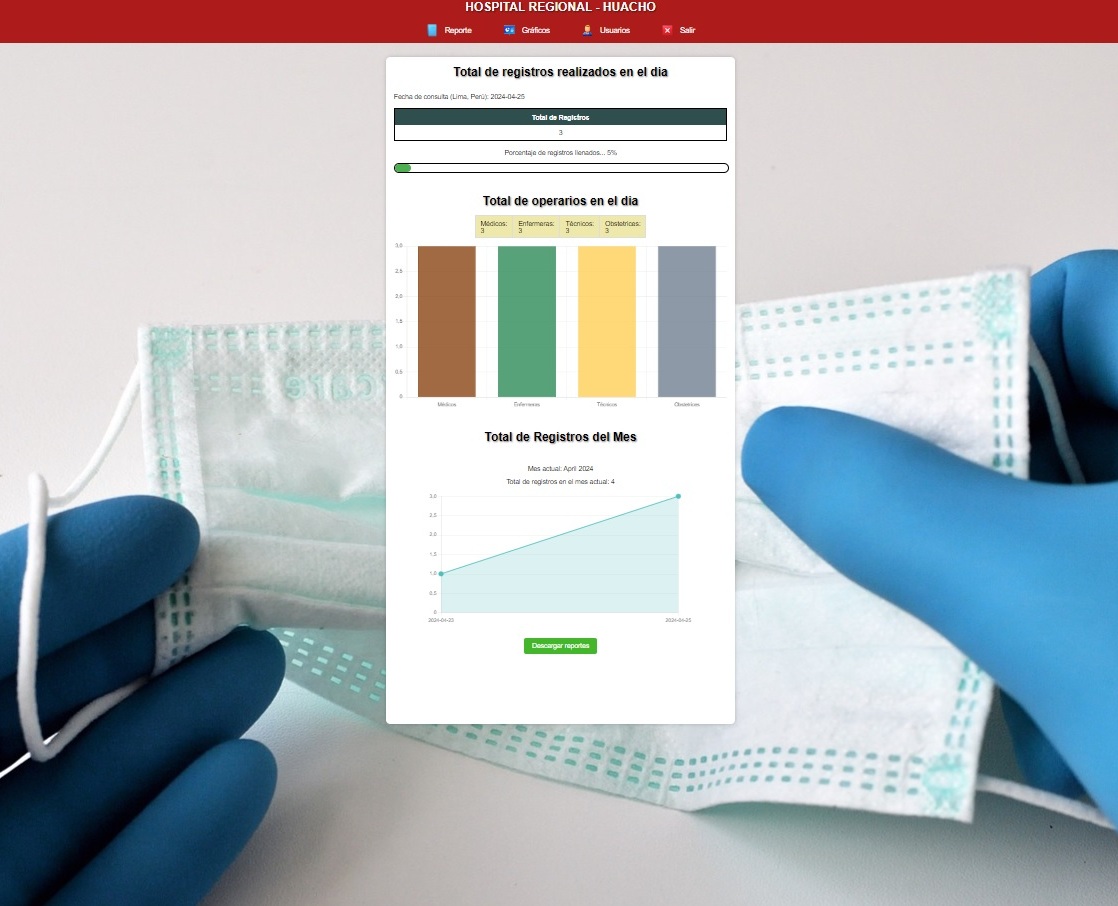 HOSPITAL REGIONAL - HUACHO
Reporte Gráficos Usuarios Salir
Total de registros realizados en el dia
Fecha de consulta (Lima, Perú): 2024-04-25
Total de Registros
3
Porcentaje de registros llenados... 5%
Total de operarios en el dia
Médicos: Enfermeras: Técnicos: Obstetrices:
3 3 3 3
3,0
2,5
2,0
1,5
1,0
0,5
0
Médicos Enfermeras Técnicos Obstetrices
Total de Registros del Mes
Mes actual: April 2024
Total de registros en el mes actual: 4
3,0
2,5
2,0
1,5
1,0
0,5
0
2024-04-23 2024-04-25
Descargar reportes